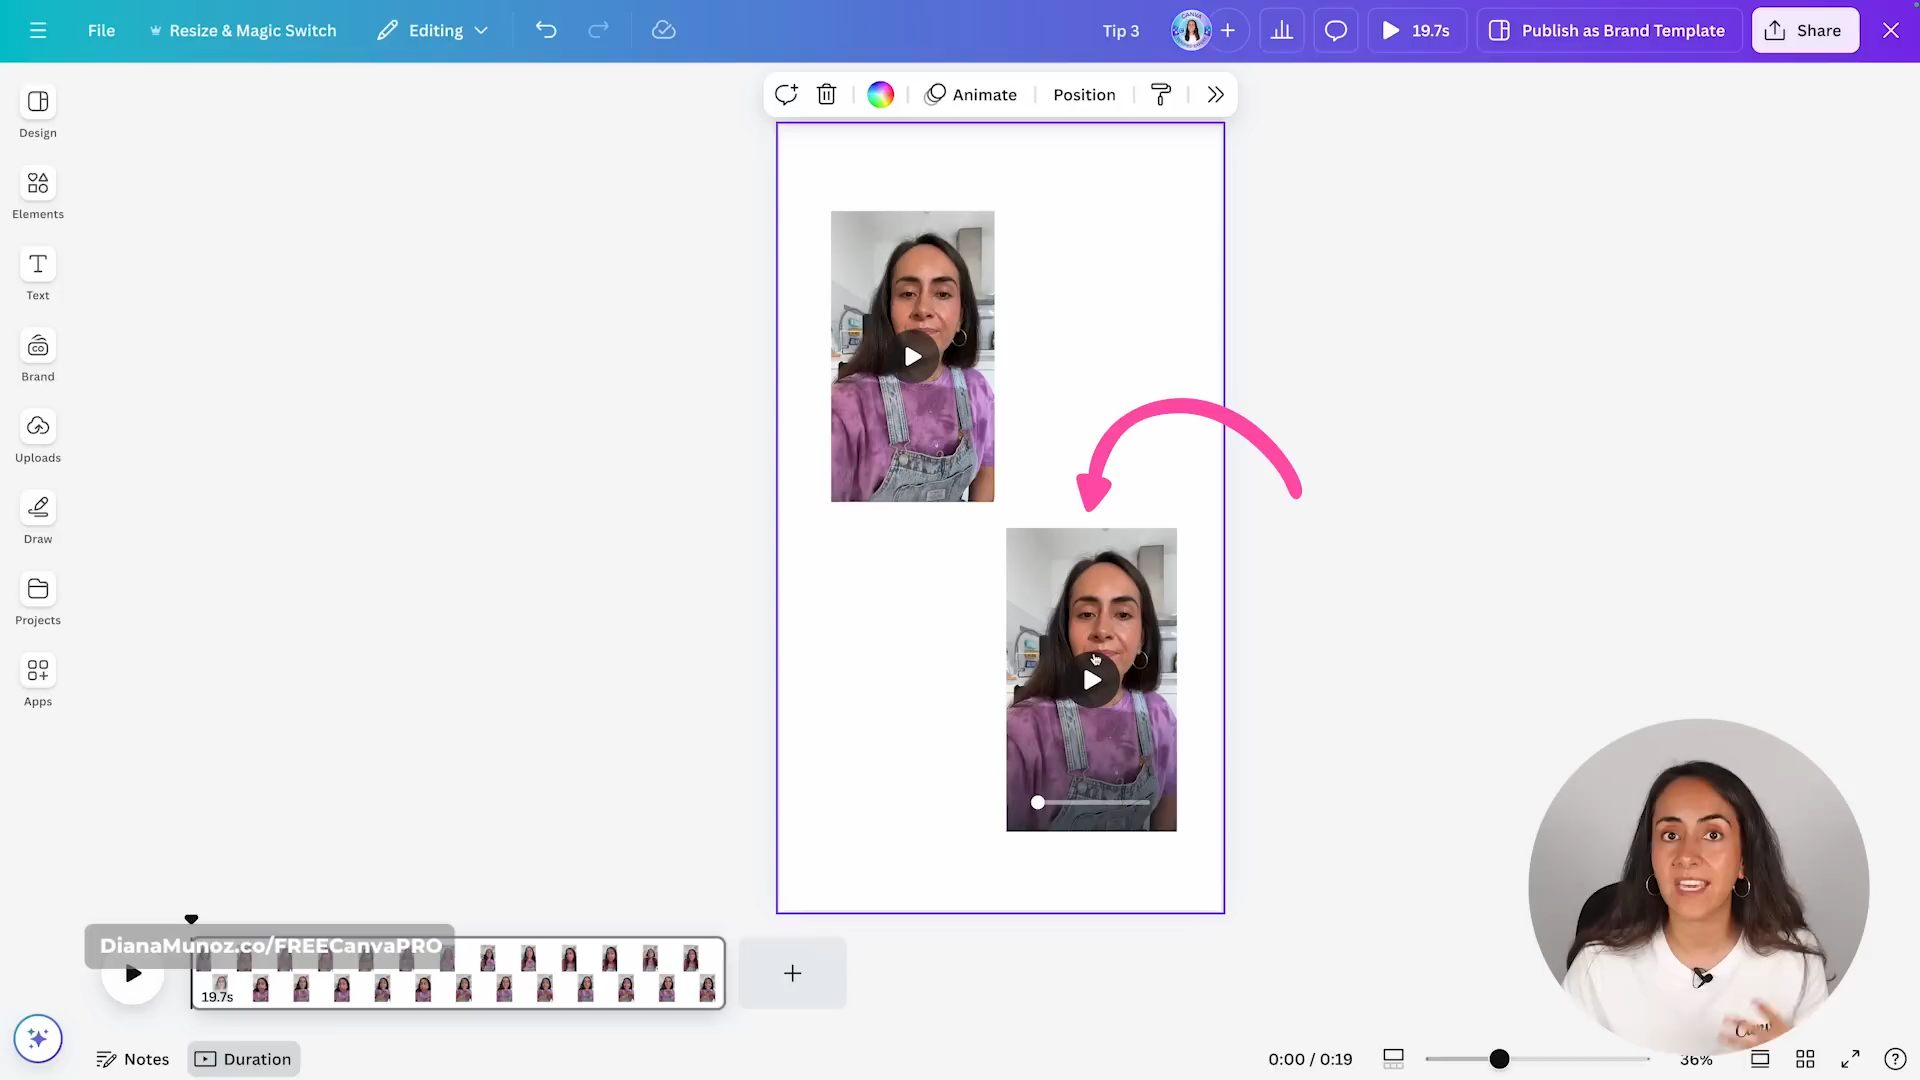 File
Resize & Magic Switch
Editing
Tip 3
CANVA
19.7s
Publish as Brand Template
Share
Animate
Position
Design
Elements
Text
Brand
Uploads
Draw
Projects
Apps
DianaMunoz.co/FREECanvaPRO
19.7s
Notes
Duration
0:00 / 0:19
36%